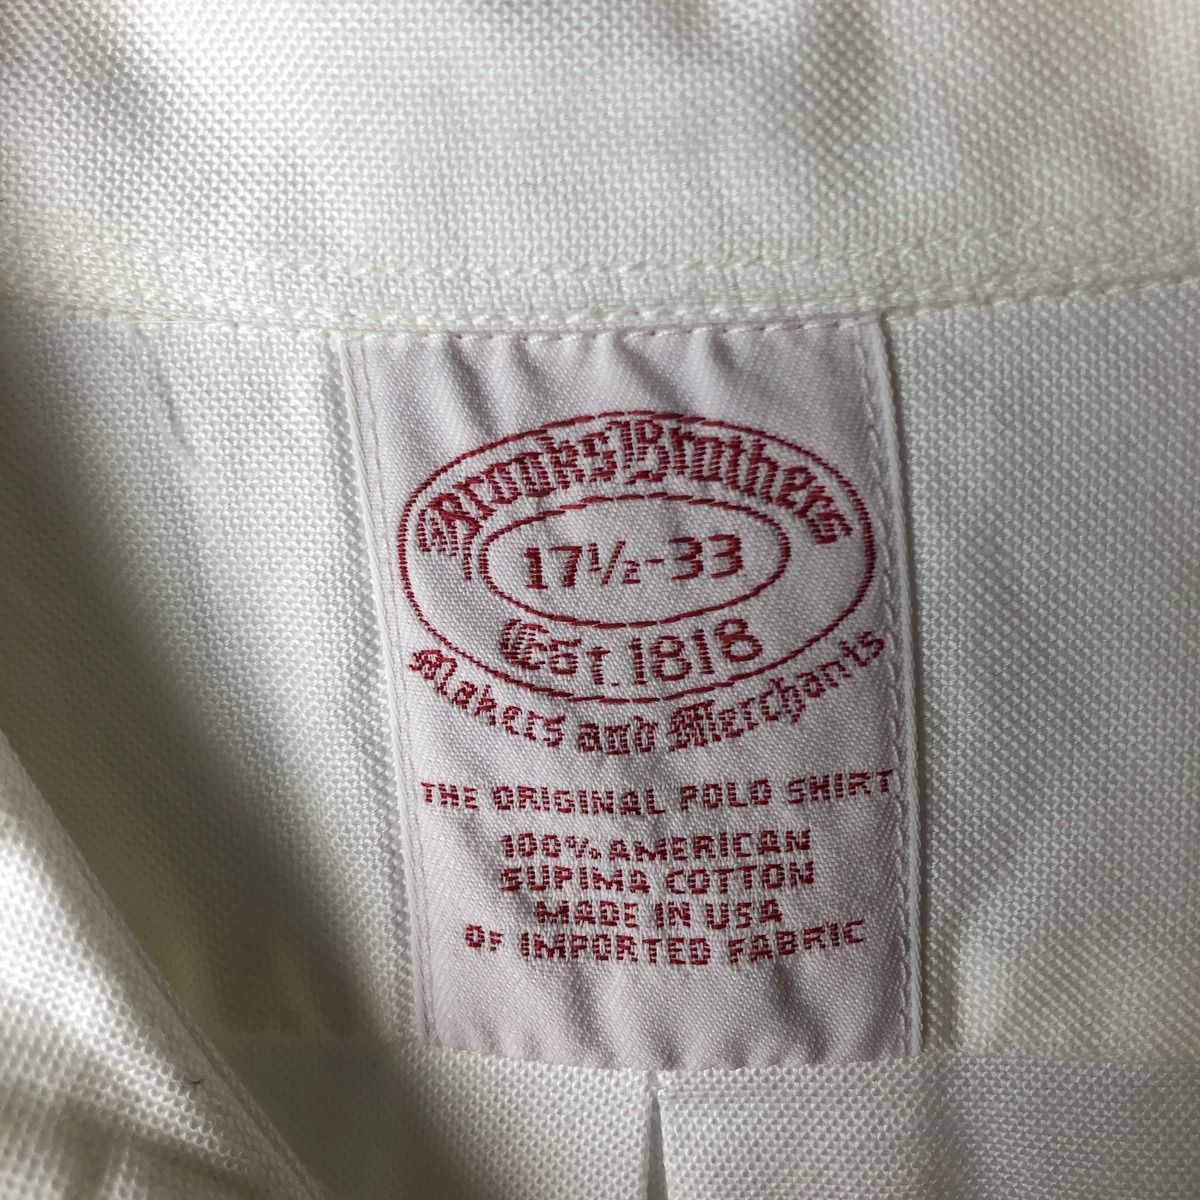 Brooks Brothers
17½-33
Est. 1818
Makers and Merchants
THE ORIGINAL POLO SHIRT
100% AMERICAN
SUPIMA COTTON
MADE IN USA
OF IMPORTED FABRIC